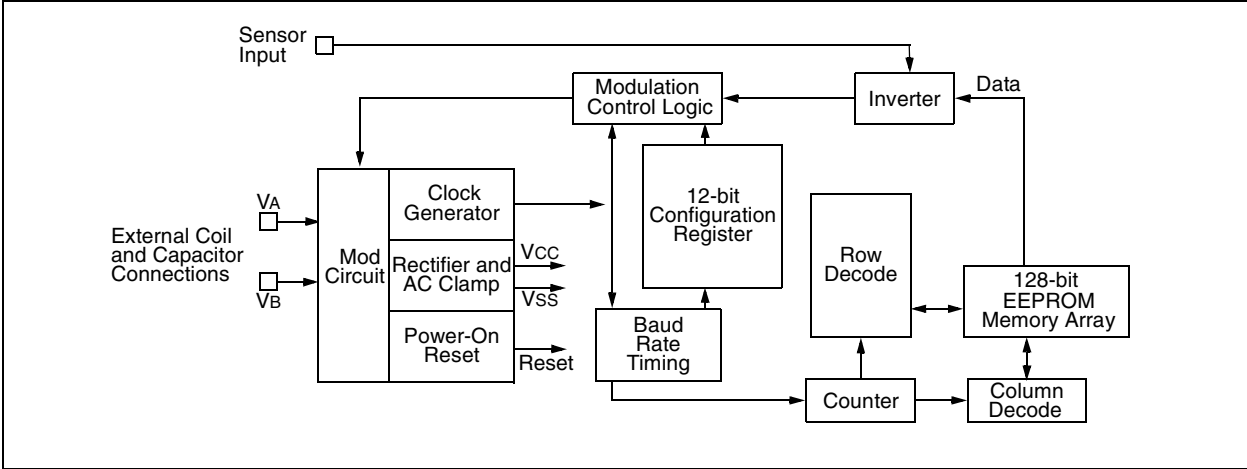 Sensor
Input
Modulation
Control Logic
Inverter
Data
12-bit
Configuration
Register
VA
External Coil
and Capacitor
Connections
VB
Mod
Circuit
Clock
Generator
Rectifier and
AC Clamp
VCC
VSS
Power-On
Reset
Reset
Baud
Rate
Timing
Row
Decode
128-bit
EEPROM
Memory Array
Counter
Column
Decode